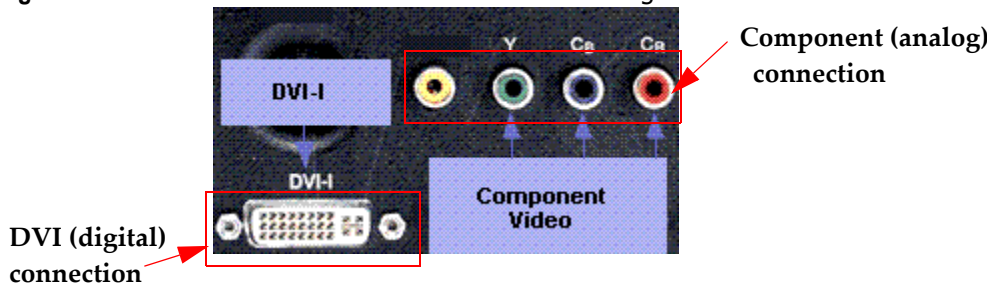 Y CB CR
Component (analog)
connection
DVI-I
DVI-I
Component
Video
DVI (digital)
connection